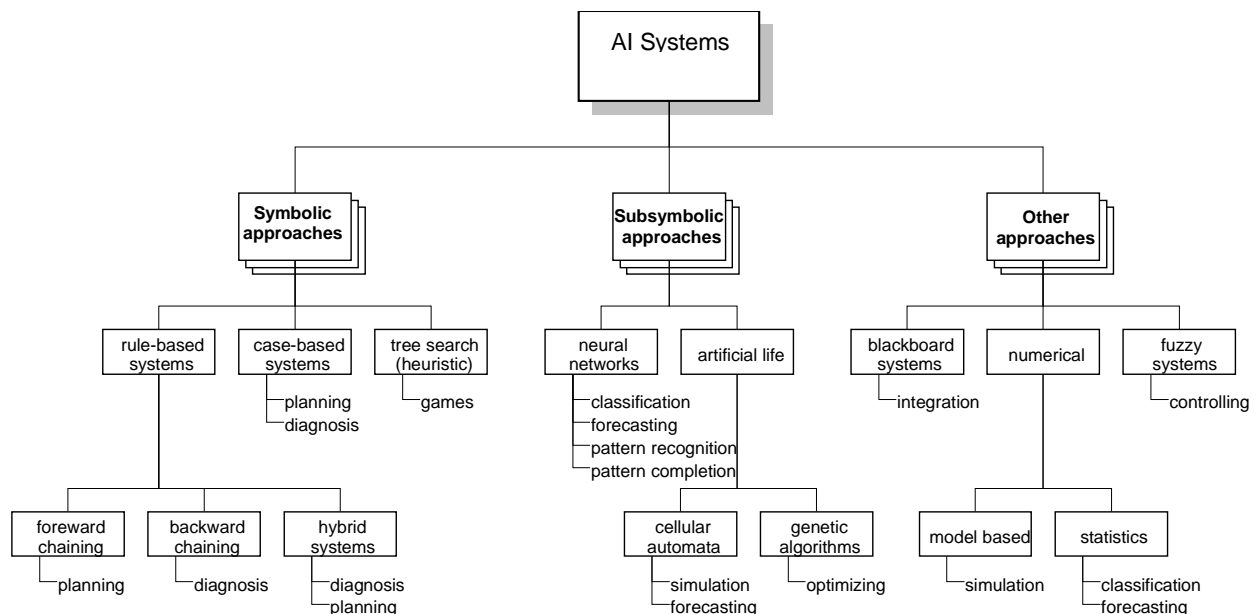 AI Systems
Symbolic
approaches
Subsymbolic
approaches
Other
approaches
rule-based
systems
case-based
systems
planning
diagnosis
tree search
(heuristic)
games
neural
networks
classification
forecasting
pattern recognition
pattern completion
artificial life
blackboard
systems
integration
numerical
fuzzy
systems
controlling
foreward
chaining
planning
backward
chaining
diagnosis
hybrid
systems
diagnosis
planning
cellular
automata
simulation
forecasting
genetic
algorithms
optimizing
model based
simulation
statistics
classification
forecasting